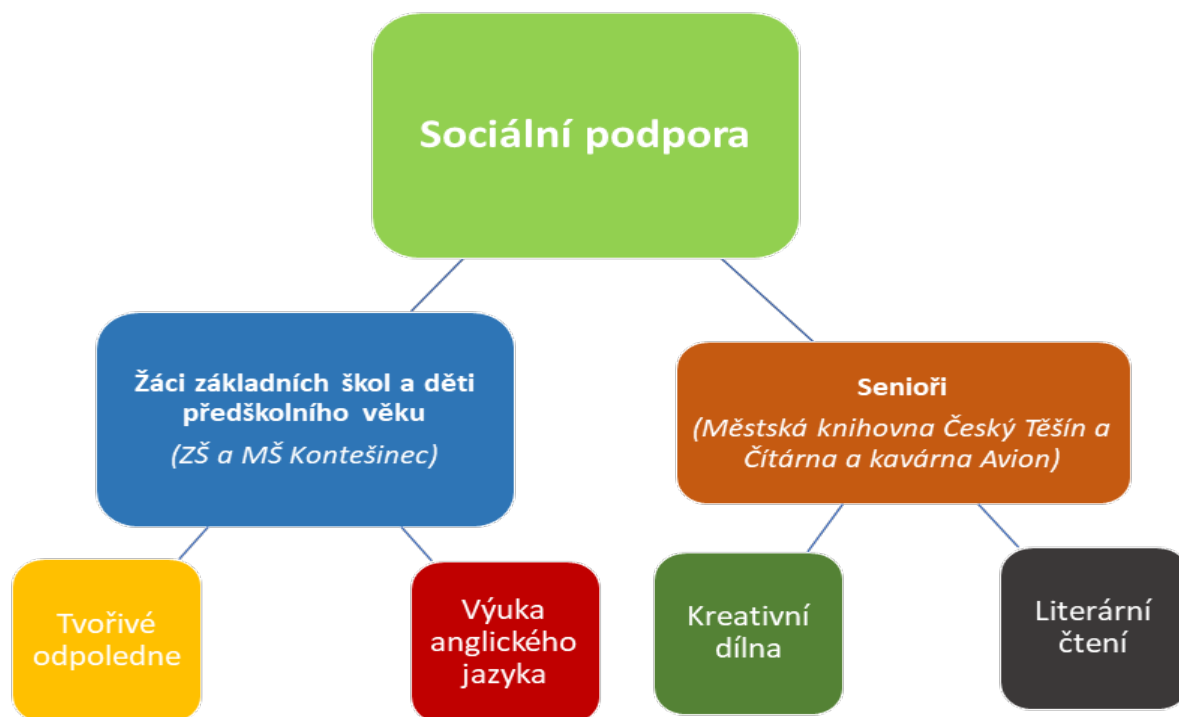 Sociální podpora
Žáci základních škol a děti
předškolního věku
(ZŠ a MŠ Kontešinec)
Senioři
(Městská knihovna Český Těšín a
Čítárna a kavárna Avion)
Tvořivé
odpoledne
Výuka
anglického
jazyka
Kreativní
dílna
Literární
čtení